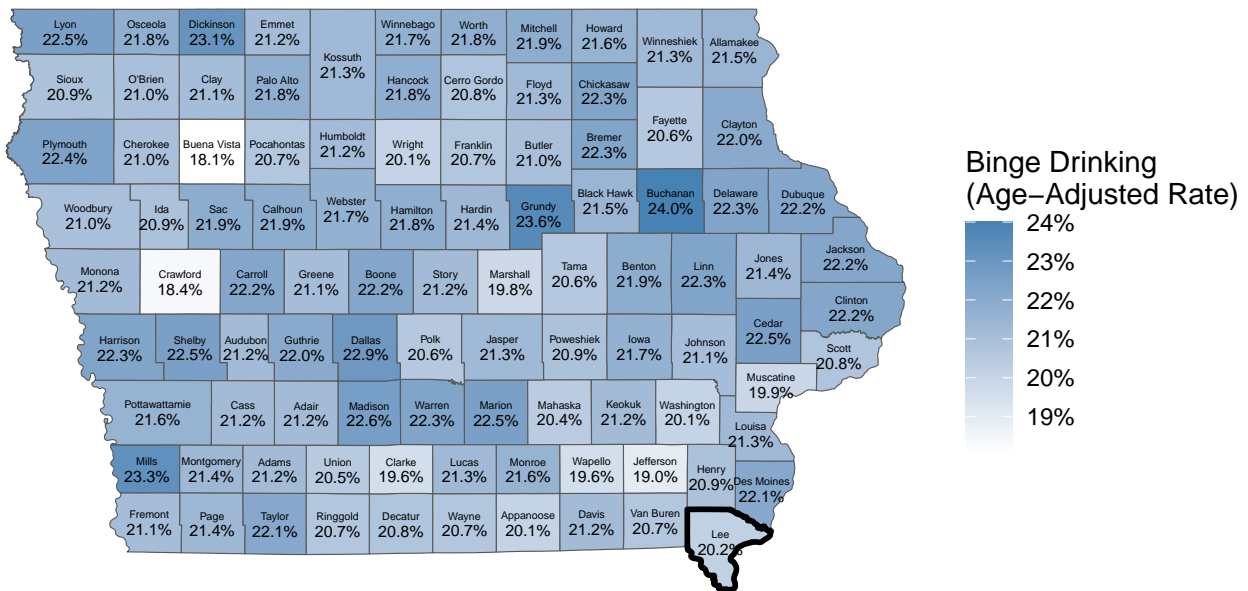 Lyon
22.5%
Osceola
21.8%
Dickinson
23.1%
Emmet
21.2%
Kossuth
21.3%
Winnebago
21.7%
Worth
21.8%
Mitchell
21.9%
Howard
21.6%
Winneshiek
21.3%
Allamakee
21.5%
Sioux
20.9%
O'Brien
21.0%
Clay
21.1%
Palo Alto
21.8%
Hancock
21.8%
Cerro Gordo
20.8%
Floyd
21.3%
Chickasaw
22.3%
Fayette
20.6%
Clayton
22.0%
Plymouth
22.4%
Cherokee
21.0%
Buena Vista
18.1%
Pocahontas
20.7%
Humboldt
21.2%
Wright
20.1%
Franklin
20.7%
Butler
21.0%
Bremer
22.3%
Woodbury
21.0%
Ida
20.9%
Sac
21.9%
Calhoun
21.9%
Webster
21.7%
Hamilton
21.8%
Hardin
21.4%
Grundy
23.6%
Black Hawk
21.5%
Buchanan
24.0%
Delaware
22.3%
Dubuque
22.2%
Monona
21.2%
Crawford
18.4%
Carroll
22.2%
Greene
21.1%
Boone
22.2%
Story
21.2%
Marshall
19.8%
Tama
20.6%
Benton
21.9%
Linn
22.3%
Jones
21.4%
Jackson
22.2%
Clinton
22.2%
Harrison
22.3%
Shelby
22.5%
Audubon
21.2%
Guthrie
22.0%
Dallas
22.9%
Polk
20.6%
Jasper
21.3%
Poweshiek
20.9%
Iowa
21.7%
Johnson
21.1%
Cedar
22.5%
Scott
20.8%
Muscatine
19.9%
Pottawattamie
21.6%
Cass
21.2%
Adair
21.2%
Madison
22.6%
Warren
22.3%
Marion
22.5%
Mahaska
20.4%
Keokuk
21.2%
Washington
20.1%
Louisa
21.3%
Mills
23.3%
Montgomery
21.4%
Adams
21.2%
Union
20.5%
Clarke
19.6%
Lucas
21.3%
Monroe
21.6%
Wapello
19.6%
Jefferson
19.0%
Henry
20.9%
Des Moines
22.1%
Fremont
21.1%
Page
21.4%
Taylor
22.1%
Ringgold
20.7%
Decatur
20.8%
Wayne
20.7%
Appanoose
20.1%
Davis
21.2%
Van Buren
20.7%
Lee
20.2%
Binge Drinking
(Age−Adjusted Rate)
24%
23%
22%
21%
20%
19%